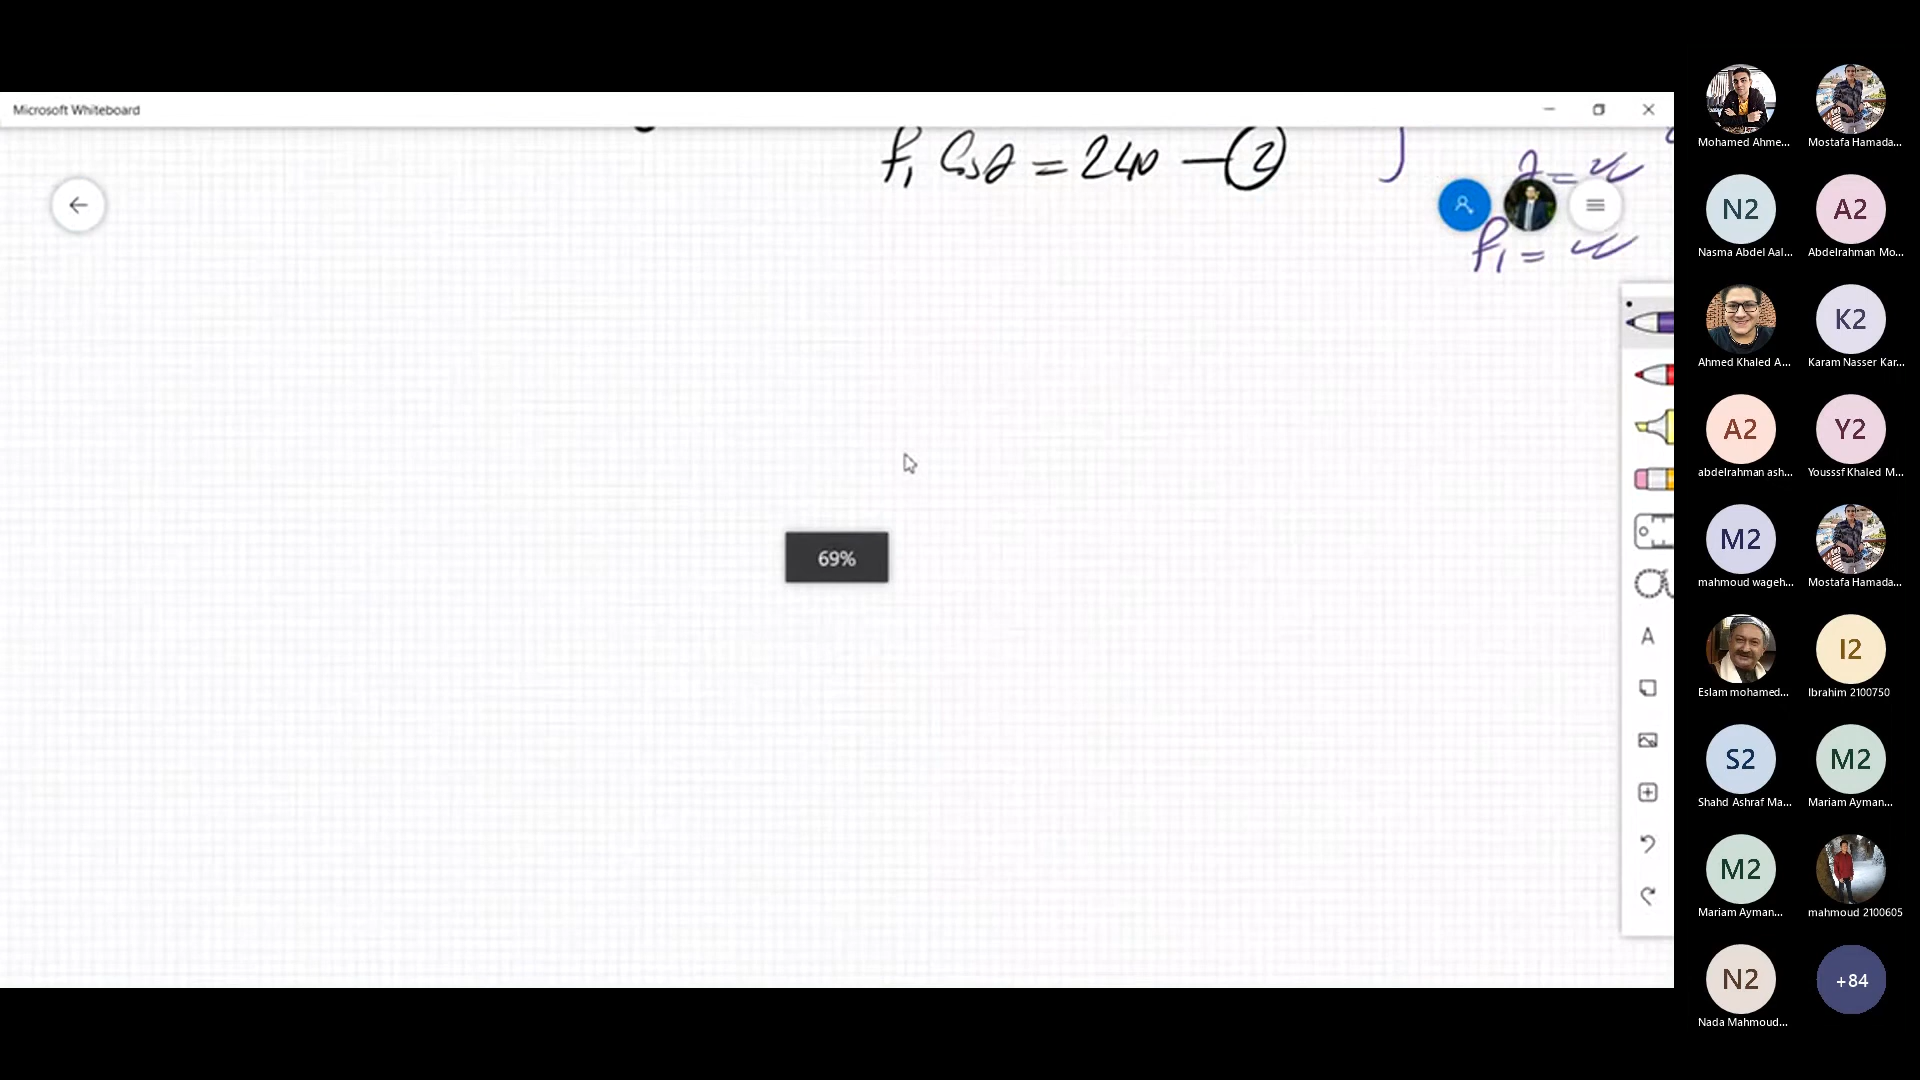 Microsoft Whiteboard
F₁ Cos α = 240 — ②
F₁ =
69%
A
Mohamed Ahme...
Mostafa Hamada...
N2
Nasma Abdel Aal...
A2
Abdelrahman Mo...
Ahmed Khaled A...
K2
Karam Nasser Kar...
A2
abdelrahman ash...
Y2
Yousssf Khaled M...
M2
mahmoud wageh...
Mostafa Hamada...
Eslam mohamed...
I2
Ibrahim 2100750
S2
Shahd Ashraf Ma...
M2
Mariam Ayman...
M2
Mariam Ayman...
mahmoud 2100605
N2
Nada Mahmoud...
+84